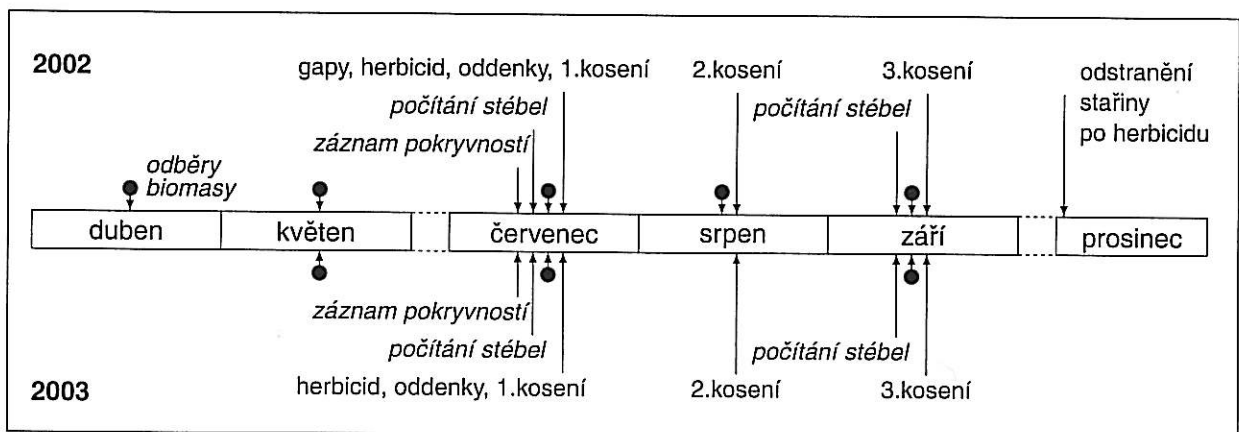 2002
gapy, herbicid, oddenky, 1.kosení
2.kosení
3.kosení
odstranění
stařiny
po herbicidu
počítání stébel
počítání stébel
záznam pokryvností
odběry
biomasy
duben
květen
červenec
srpen
září
prosinec
záznam pokryvností
počítání stébel
počítání stébel
herbicid, oddenky, 1.kosení
2.kosení
3.kosení
2003